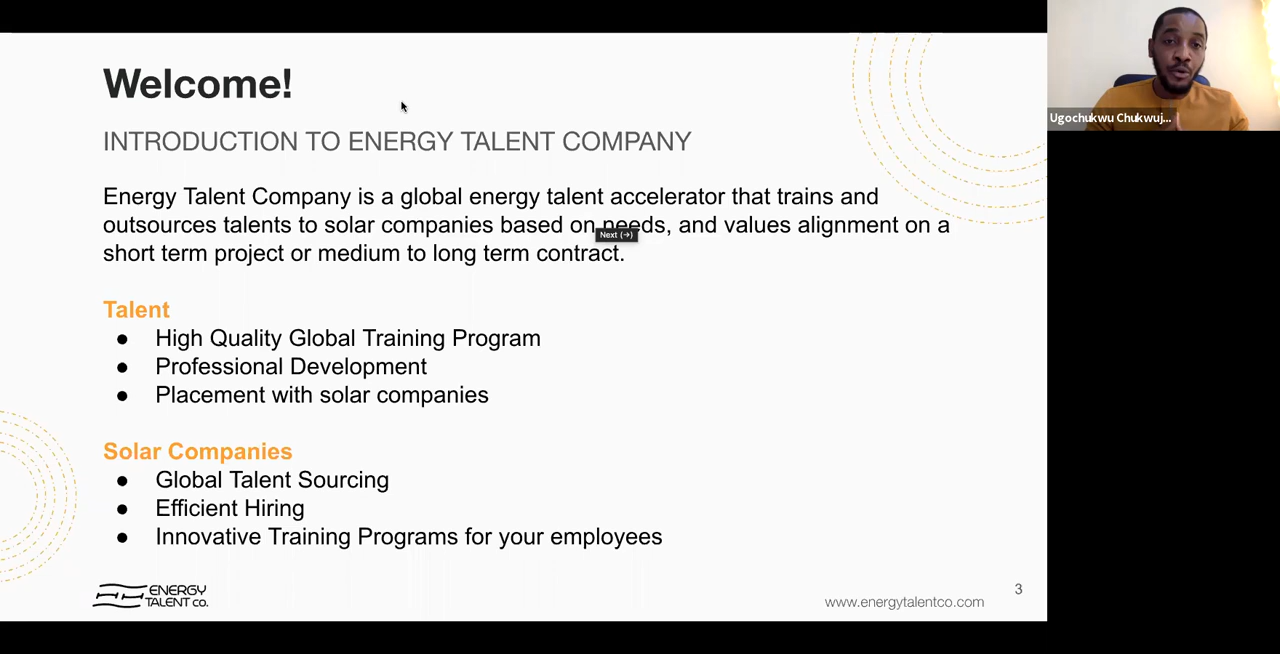 Welcome!
INTRODUCTION TO ENERGY TALENT COMPANY
Energy Talent Company is a global energy talent accelerator that trains and
outsources talents to solar companies based on needs, and values alignment on a
Next (→)
short term project or medium to long term contract.
Talent
● High Quality Global Training Program
● Professional Development
● Placement with solar companies
Solar Companies
● Global Talent Sourcing
● Efficient Hiring
● Innovative Training Programs for your employees
ENERGY
TALENT CO.
www.energytalentco.com
3
Ugochukwu Chukwuj...